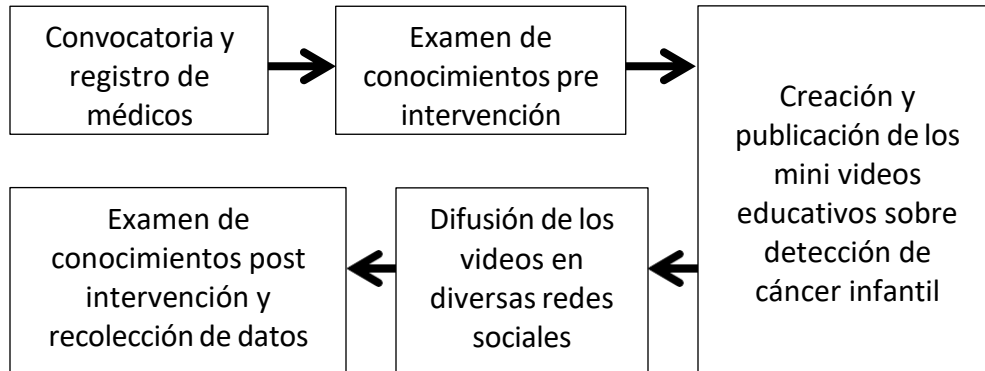 Convocatoria y
registro de
médicos
Examen de
conocimientos pre
intervención
Creación y
publicación de los
mini videos
educativos sobre
detección de
cáncer infantil
Difusión de los
videos en
diversas redes
sociales
Examen de
conocimientos post
intervención y
recolección de datos